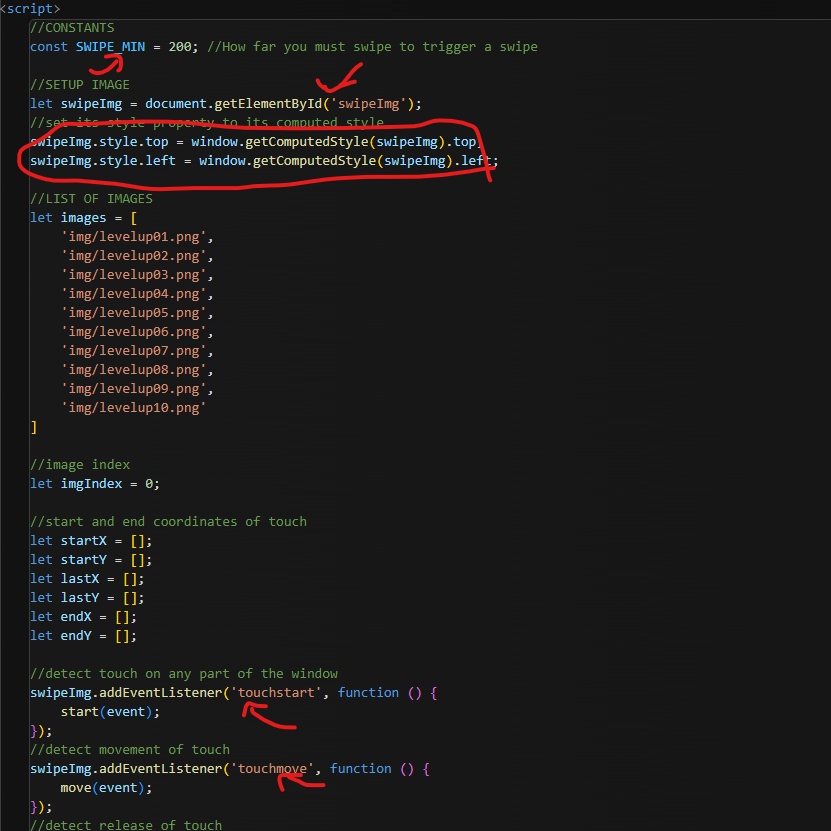 <script>
//CONSTANTS
const SWIPE_MIN = 200; //How far you must swipe to trigger a swipe
//SETUP IMAGE
let swipeImg = document.getElementById('swipeImg');
//set its style property to its computed style
swipeImg.style.top = window.getComputedStyle(swipeImg).top;
swipeImg.style.left = window.getComputedStyle(swipeImg).left;
//LIST OF IMAGES
let images = [
'img/levelup01.png',
'img/levelup02.png',
'img/levelup03.png',
'img/levelup04.png',
'img/levelup05.png',
'img/levelup06.png',
'img/levelup07.png',
'img/levelup08.png',
'img/levelup09.png',
'img/levelup10.png'
]
//image index
let imgIndex = 0;
//start and end coordinates of touch
let startX = [];
let startY = [];
let lastX = [];
let lastY = [];
let endX = [];
let endY = [];
//detect touch on any part of the window
swipeImg.addEventListener('touchstart', function () {
start(event);
});
//detect movement of touch
swipeImg.addEventListener('touchmove', function () {
move(event);
});
//detect release of touch